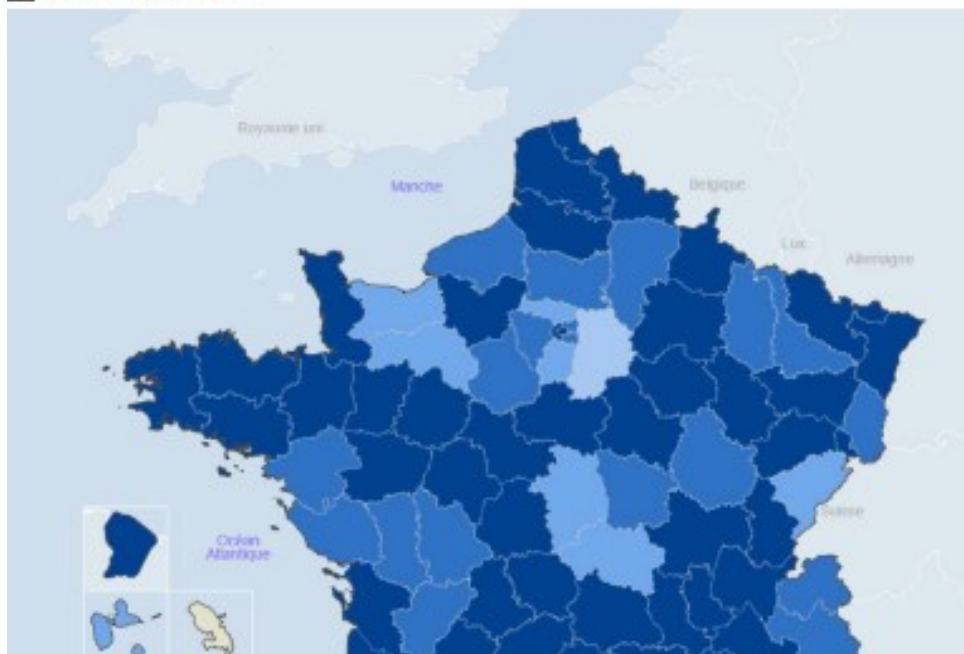 Royaume uni
Manche
Belgique
Lux.
Allemagne
Suisse
Océan
Atlantique